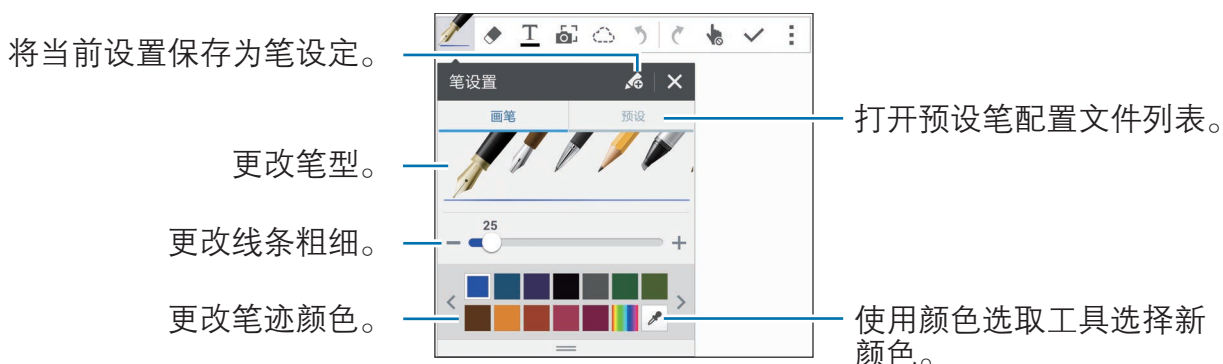 将当前设置保存为笔设定。
T
笔设置
画笔
预设
打开预设笔配置文件列表。
更改笔型。
25
更改线条粗细。
更改笔迹颜色。
使用颜色选取工具选择新
颜色。